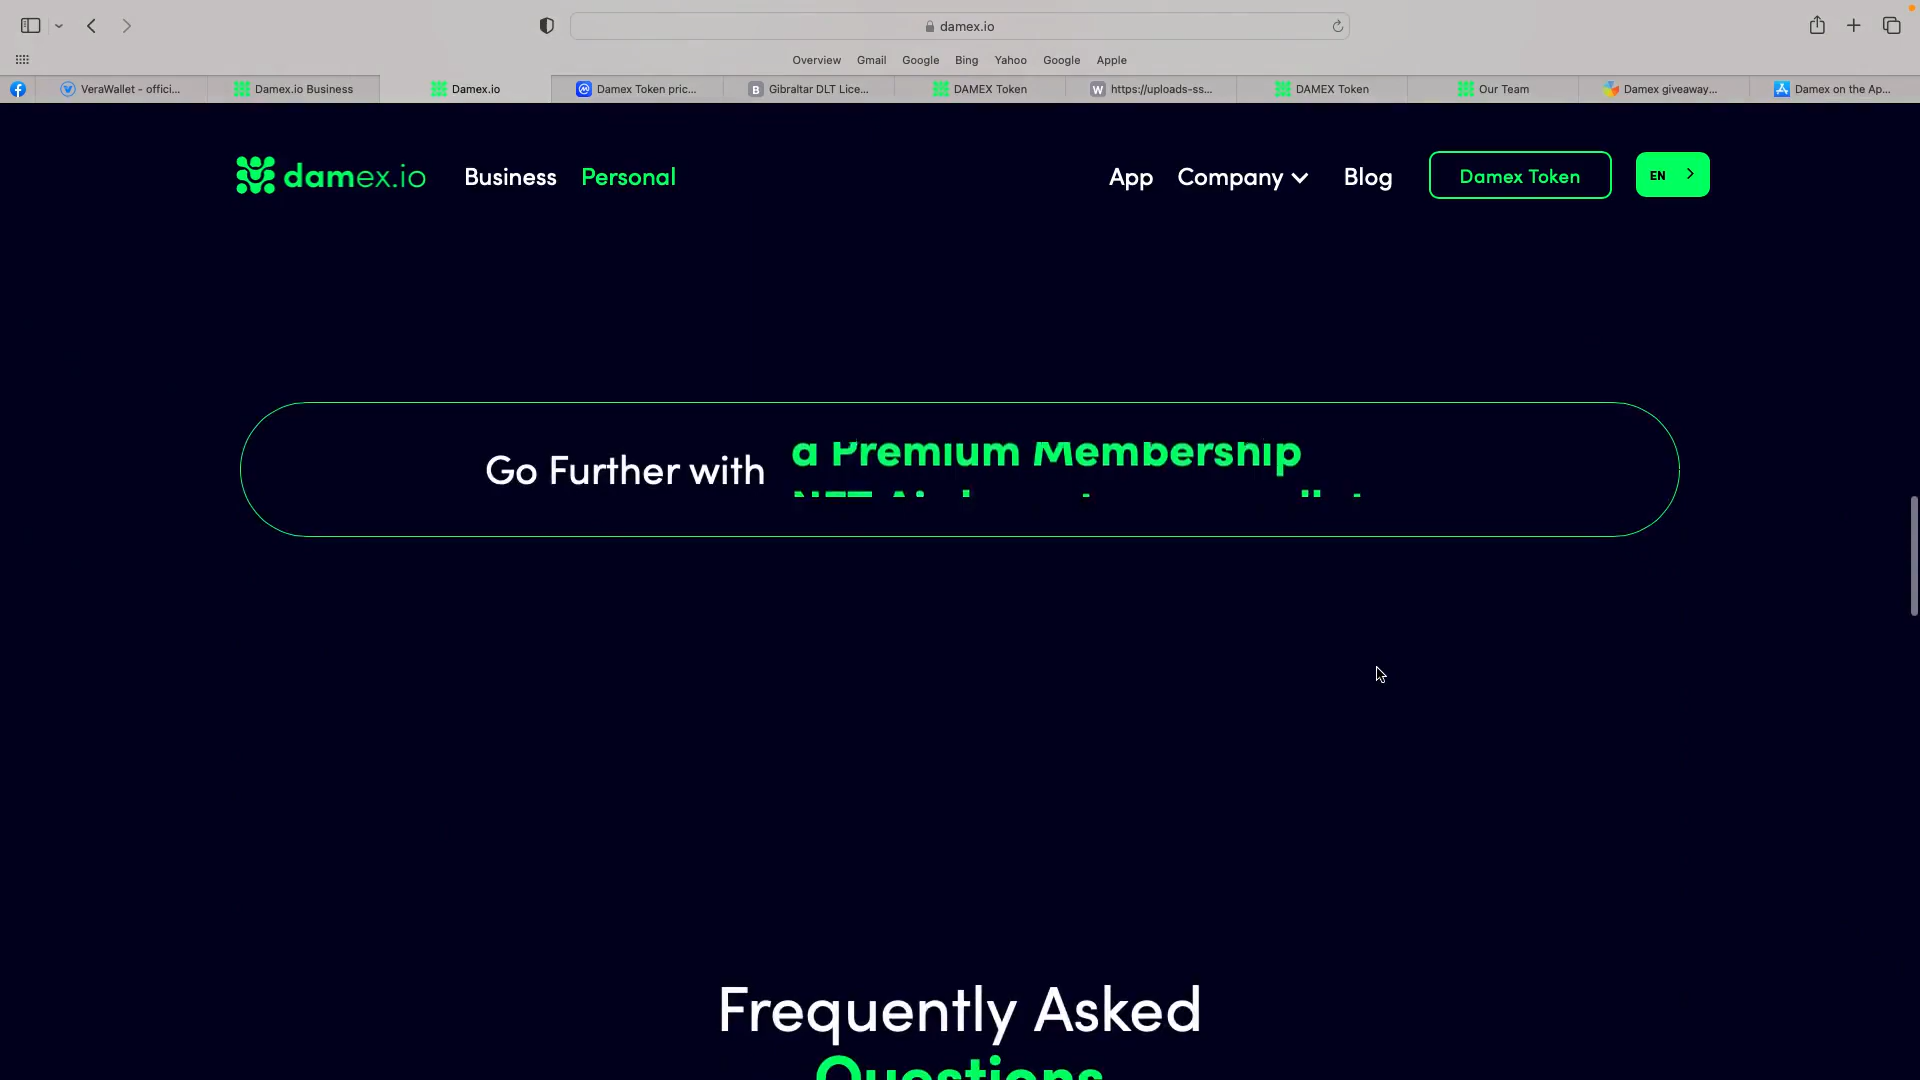 damex.io
Overview Gmail Google Bing Yahoo Google Apple
VeraWallet - offici... Damex.io Business Damex.io Damex Token pric... Gibraltar DLT Lice... DAMEX Token https://uploads-ss... DAMEX Token Our Team Damex giveaway... Damex on the Ap...
damex.io Business Personal App Company Blog Damex Token EN
Go Further with a Premium Membership
Frequently Asked
Questions